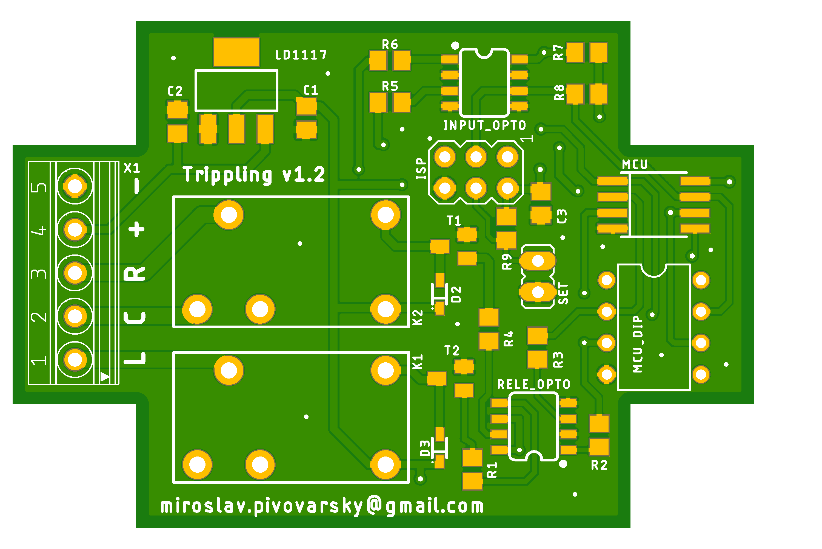 R6
R7
LD1117
C2
C1
R5
R8
INPUT_OPTO
1
ISP
MCU
X1
Trippling v1.2
5
-
4
+
3
R
2
C
1
L
C3
T1
R9
D2
SET
K2
R4
MCU_DIP
T2
K1
R3
RELE_OPTO
D3
R1
R2
miroslav.pivovarsky@gmail.com